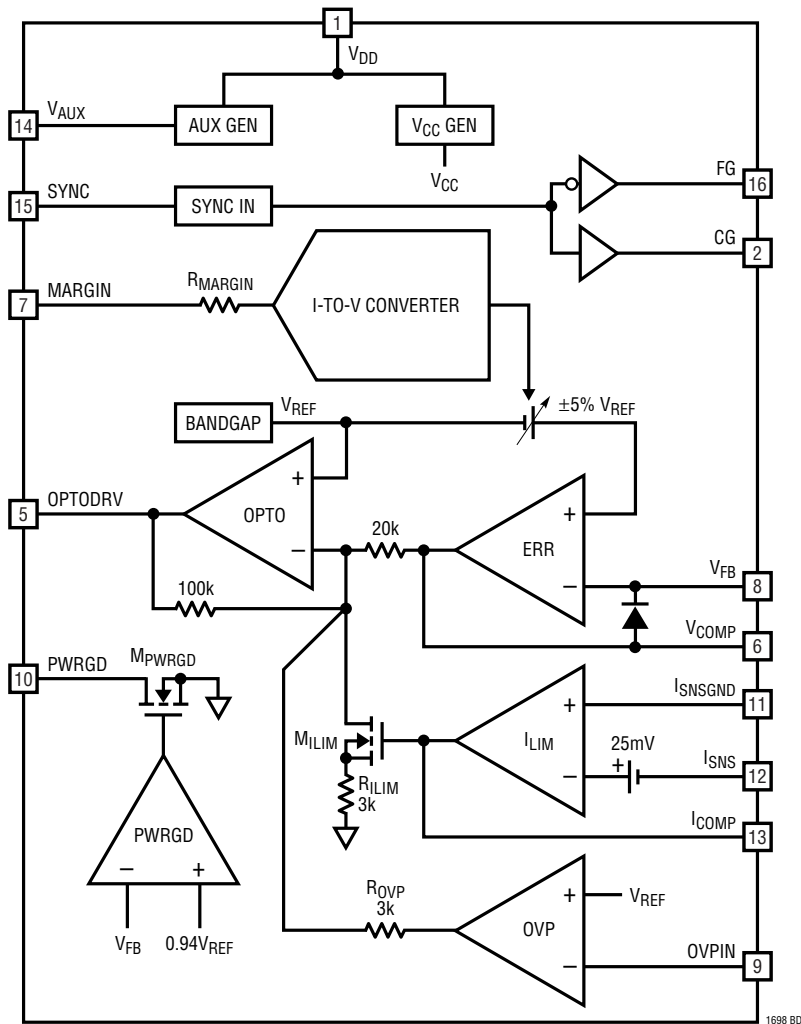 1
VDD
14
VAUX
AUX GEN
VCC GEN
VCC
15
SYNC
SYNC IN
FG
16
CG
2
7
MARGIN
RMARGIN
I-TO-V CONVERTER
BANDGAP
VREF
±5% VREF
5
OPTODRV
+
OPTO
−
20k
+
ERR
−
100k
VFB
8
VCOMP
6
10
PWRGD
MPWRGD
ISNSGND
11
MILIM
+
ILIM
−
25mV
+
ISNS
12
RILIM
3k
ICOMP
13
PWRGD
−
+
VFB
0.94VREF
ROVP
3k
+
OVP
−
VREF
OVPIN
9
1698 BD